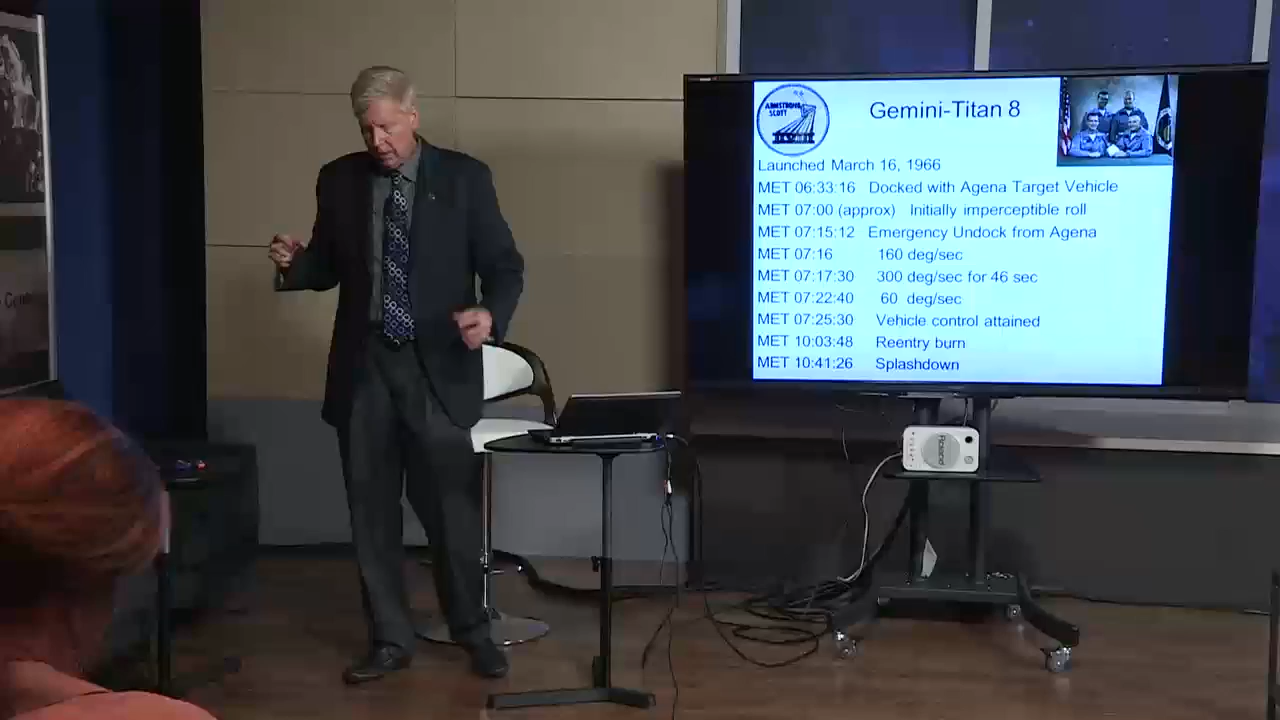 ARMSTRONG
SCOTT
Gemini-Titan 8
Launched March 16, 1966
MET 06:33:16 Docked with Agena Target Vehicle
MET 07:00 (approx) Initially imperceptible roll
MET 07:15:12 Emergency Undock from Agena
MET 07:16 160 deg/sec
MET 07:17:30 300 deg/sec for 46 sec
MET 07:22:40 60 deg/sec
MET 07:25:30 Vehicle control attained
MET 10:03:48 Reentry burn
MET 10:41:26 Splashdown
Roland